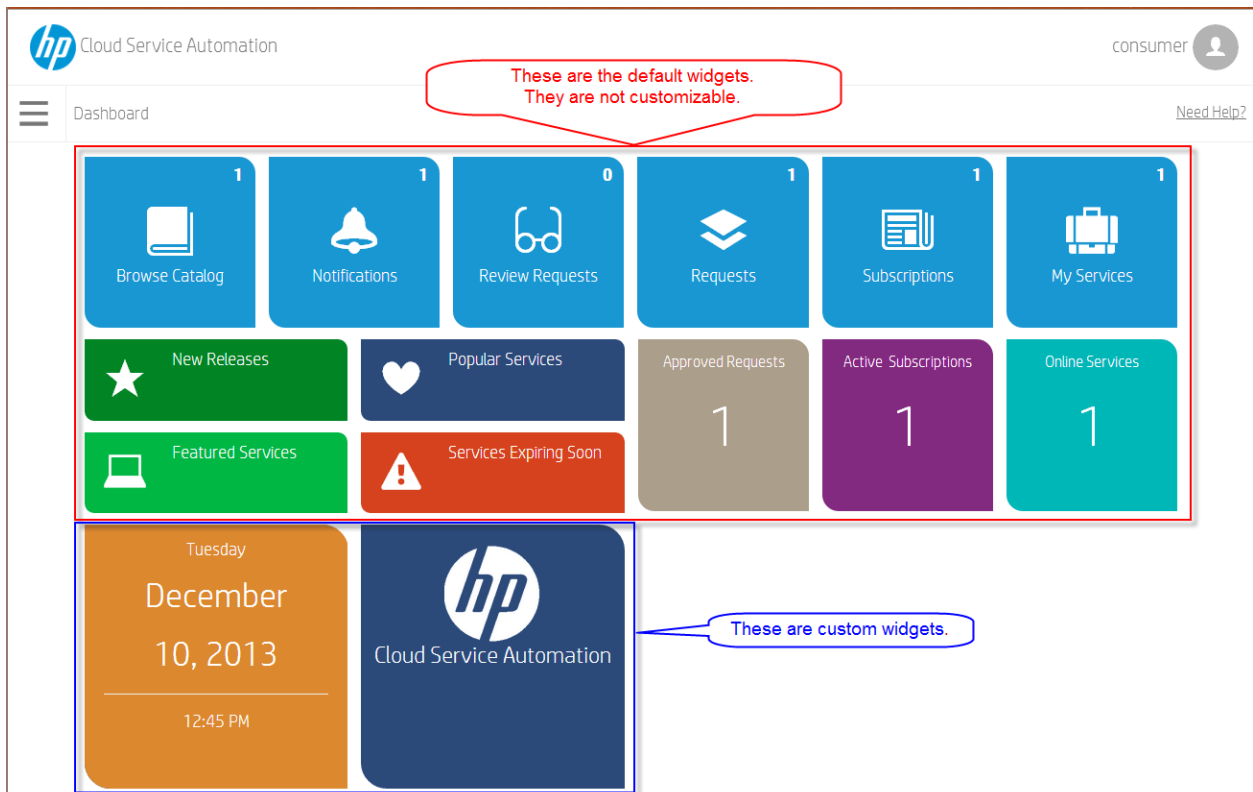 hp Cloud Service Automation
consumer
These are the default widgets.
They are not customizable.
Dashboard
Need Help?
1
Browse Catalog
1
Notifications
0
Review Requests
1
Requests
1
Subscriptions
1
My Services
New Releases
Popular Services
Approved Requests
1
Active Subscriptions
1
Online Services
1
Featured Services
Services Expiring Soon
Tuesday
December
10, 2013
12:45 PM
hp
Cloud Service Automation
These are custom widgets.